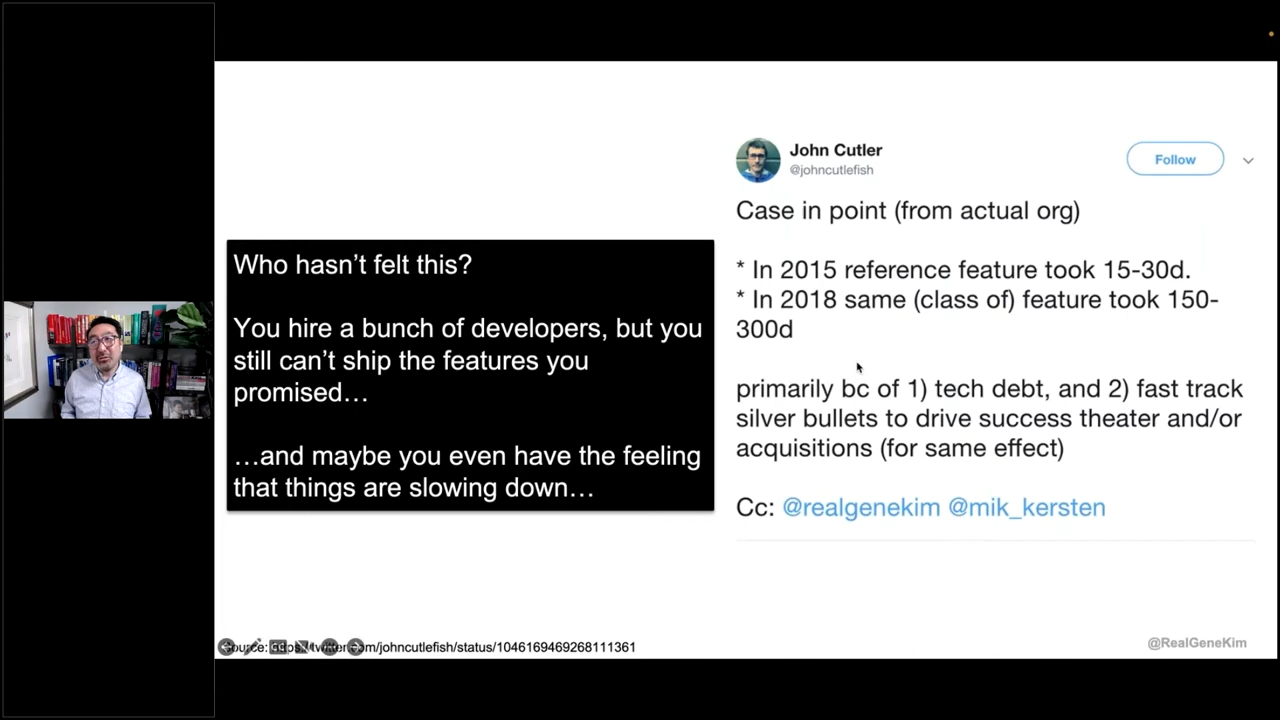 Who hasn’t felt this?
You hire a bunch of developers, but you
still can’t ship the features you
promised…
…and maybe you even have the feeling
that things are slowing down…
John Cutler
@johncutlefish
Follow
Case in point (from actual org)
* In 2015 reference feature took 15-30d.
* In 2018 same (class of) feature took 150-
300d
primarily bc of 1) tech debt, and 2) fast track
silver bullets to drive success theater and/or
acquisitions (for same effect)
Cc: @realgenekim @mik_kersten
Source: https://twitter.com/johncutlefish/status/1046169469268111361
@RealGeneKim